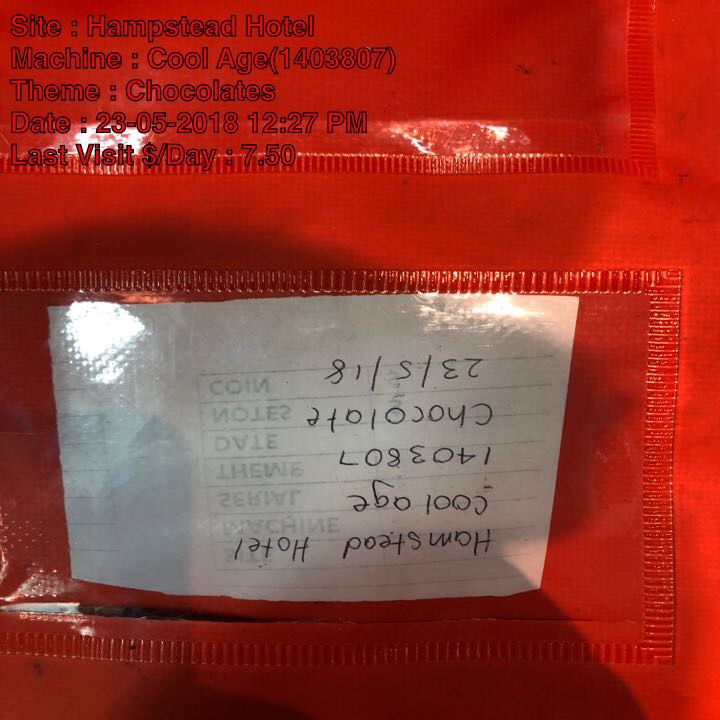 Site : Hampstead Hotel
Machine : Cool Age(1403807)
Theme : Chocolates
Date : 23-05-2018 12:27 PM
Last Visit $/Day : 7.50
Hamstead Hotel
Cool age
1403807
Chocolate
23/5/18
SITE
MACHINE
SERIAL
THEME
DATE
NOTES
COIN